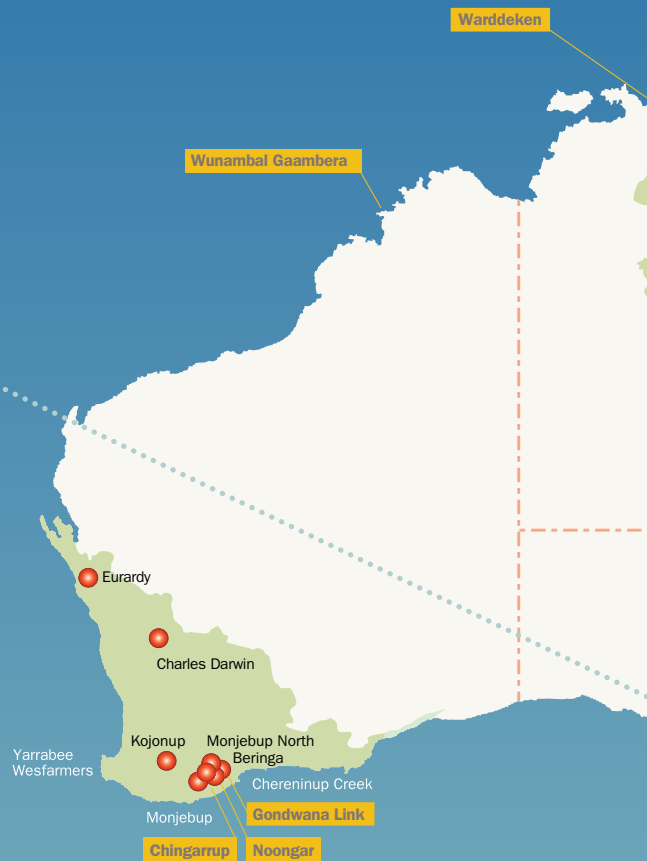 Warddeken
Wunambal Gaambera
Eurardy
Charles Darwin
Kojonup
Monjebup North
Beringa
Yarrabee
Wesfarmers
Chereninup Creek
Monjebup
Gondwana Link
Chingarrup
Noongar